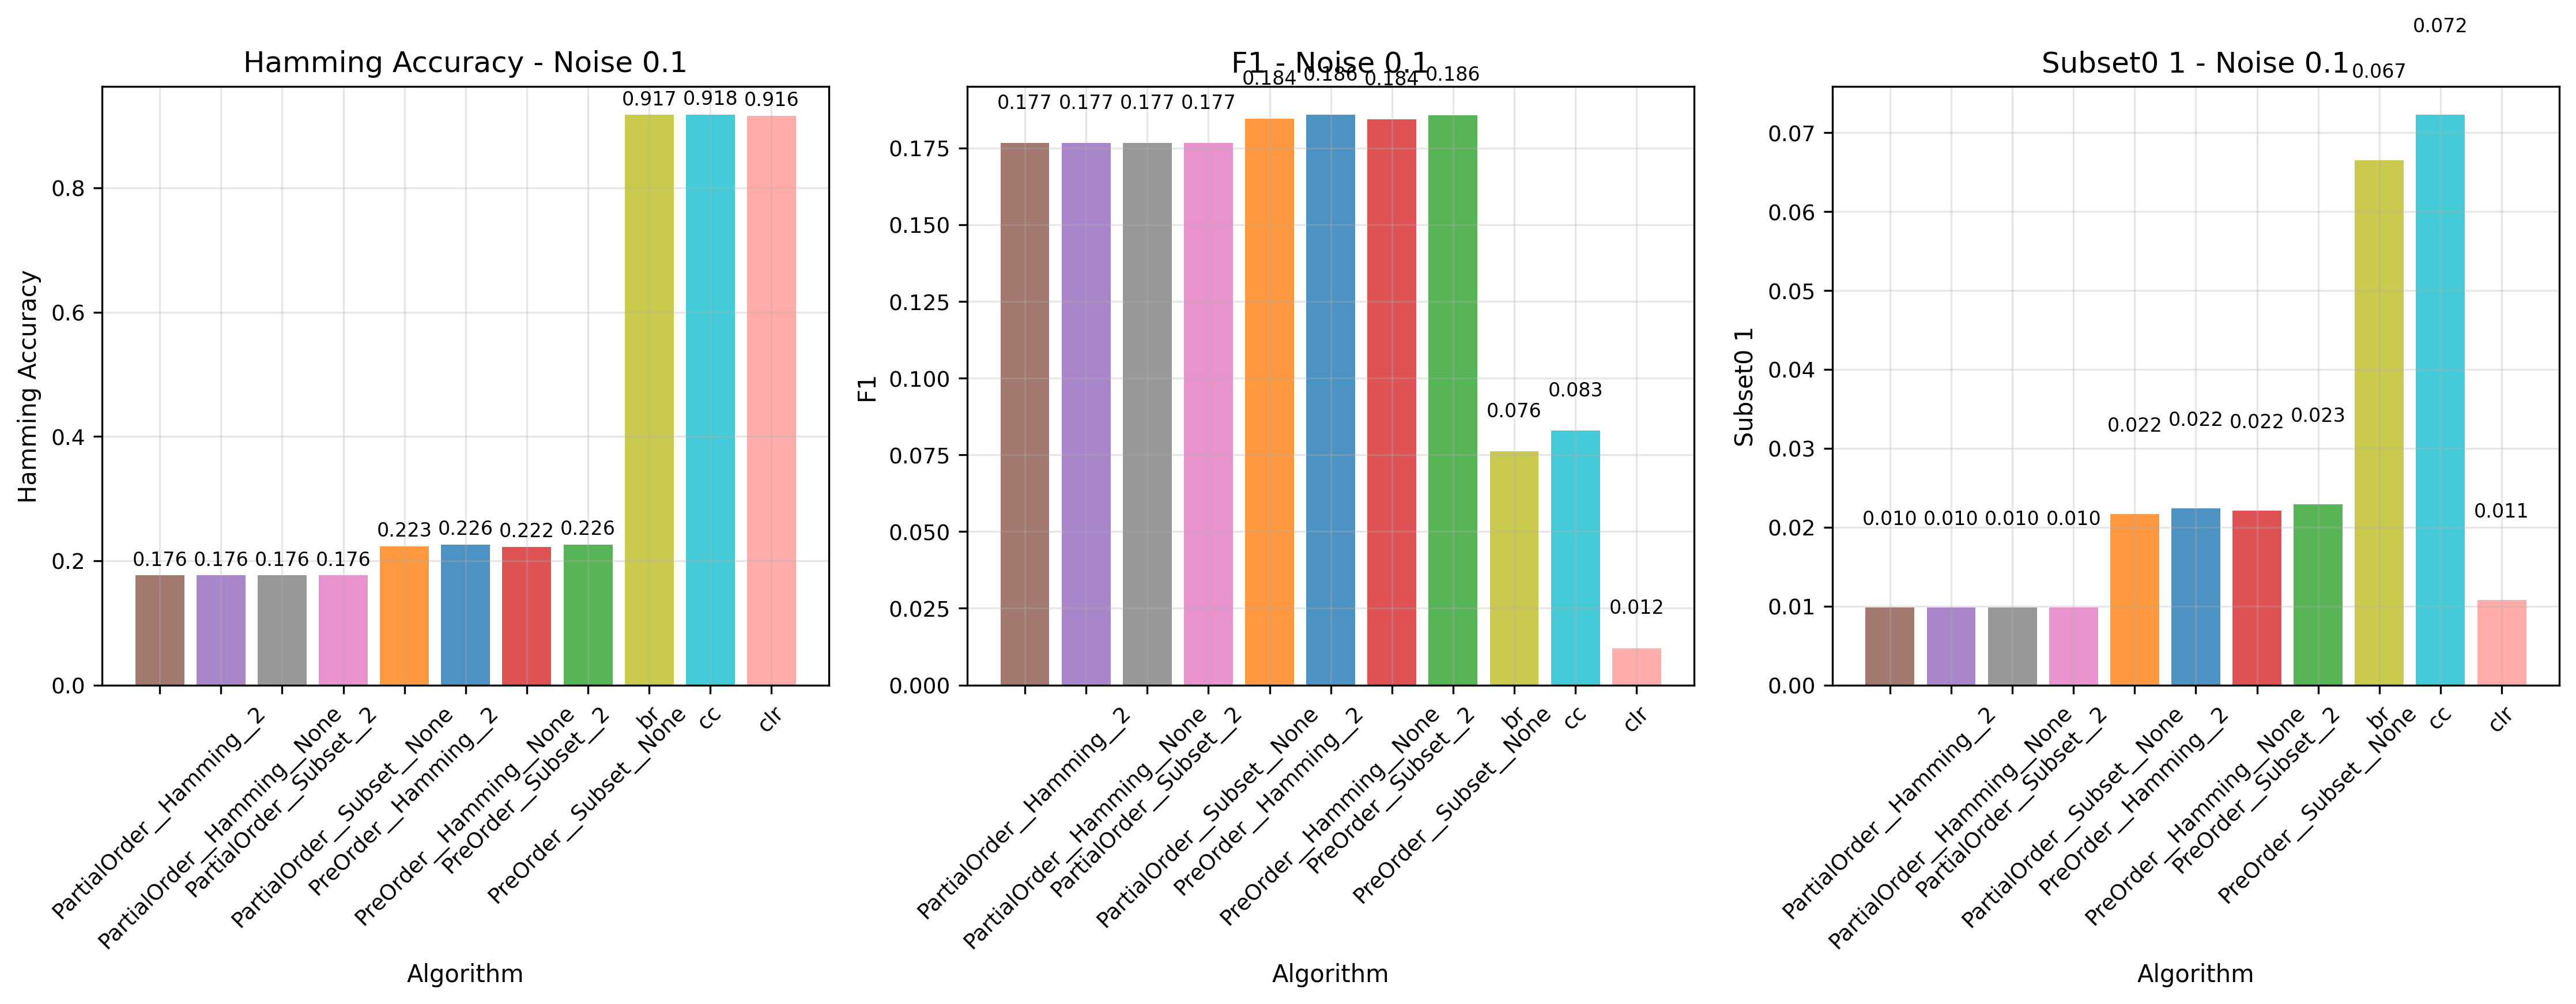 Hamming Accuracy - Noise 0.1
Hamming Accuracy
0.8
0.6
0.4
0.2
0.0
0.176
0.176
0.176
0.176
0.223
0.226
0.222
0.226
0.917
0.918
0.916
PartialOrder__Hamming__2
PartialOrder__Hamming__None
PartialOrder__Subset__2
PartialOrder__Subset__None
PreOrder__Hamming__2
PreOrder__Hamming__None
PreOrder__Subset__2
PreOrder__Subset__None
br
cc
clr
Algorithm
F1 - Noise 0.1
F1
0.175
0.150
0.125
0.100
0.075
0.050
0.025
0.000
0.177
0.177
0.177
0.177
0.184
0.186
0.184
0.186
0.076
0.083
0.012
PartialOrder__Hamming__2
PartialOrder__Hamming__None
PartialOrder__Subset__2
PartialOrder__Subset__None
PreOrder__Hamming__2
PreOrder__Hamming__None
PreOrder__Subset__2
PreOrder__Subset__None
br
cc
clr
Algorithm
Subset0 1 - Noise 0.1
Subset0 1
0.07
0.06
0.05
0.04
0.03
0.02
0.01
0.00
0.010
0.010
0.010
0.010
0.022
0.022
0.022
0.023
0.067
0.072
0.011
PartialOrder__Hamming__2
PartialOrder__Hamming__None
PartialOrder__Subset__2
PartialOrder__Subset__None
PreOrder__Hamming__2
PreOrder__Hamming__None
PreOrder__Subset__2
PreOrder__Subset__None
br
cc
clr
Algorithm